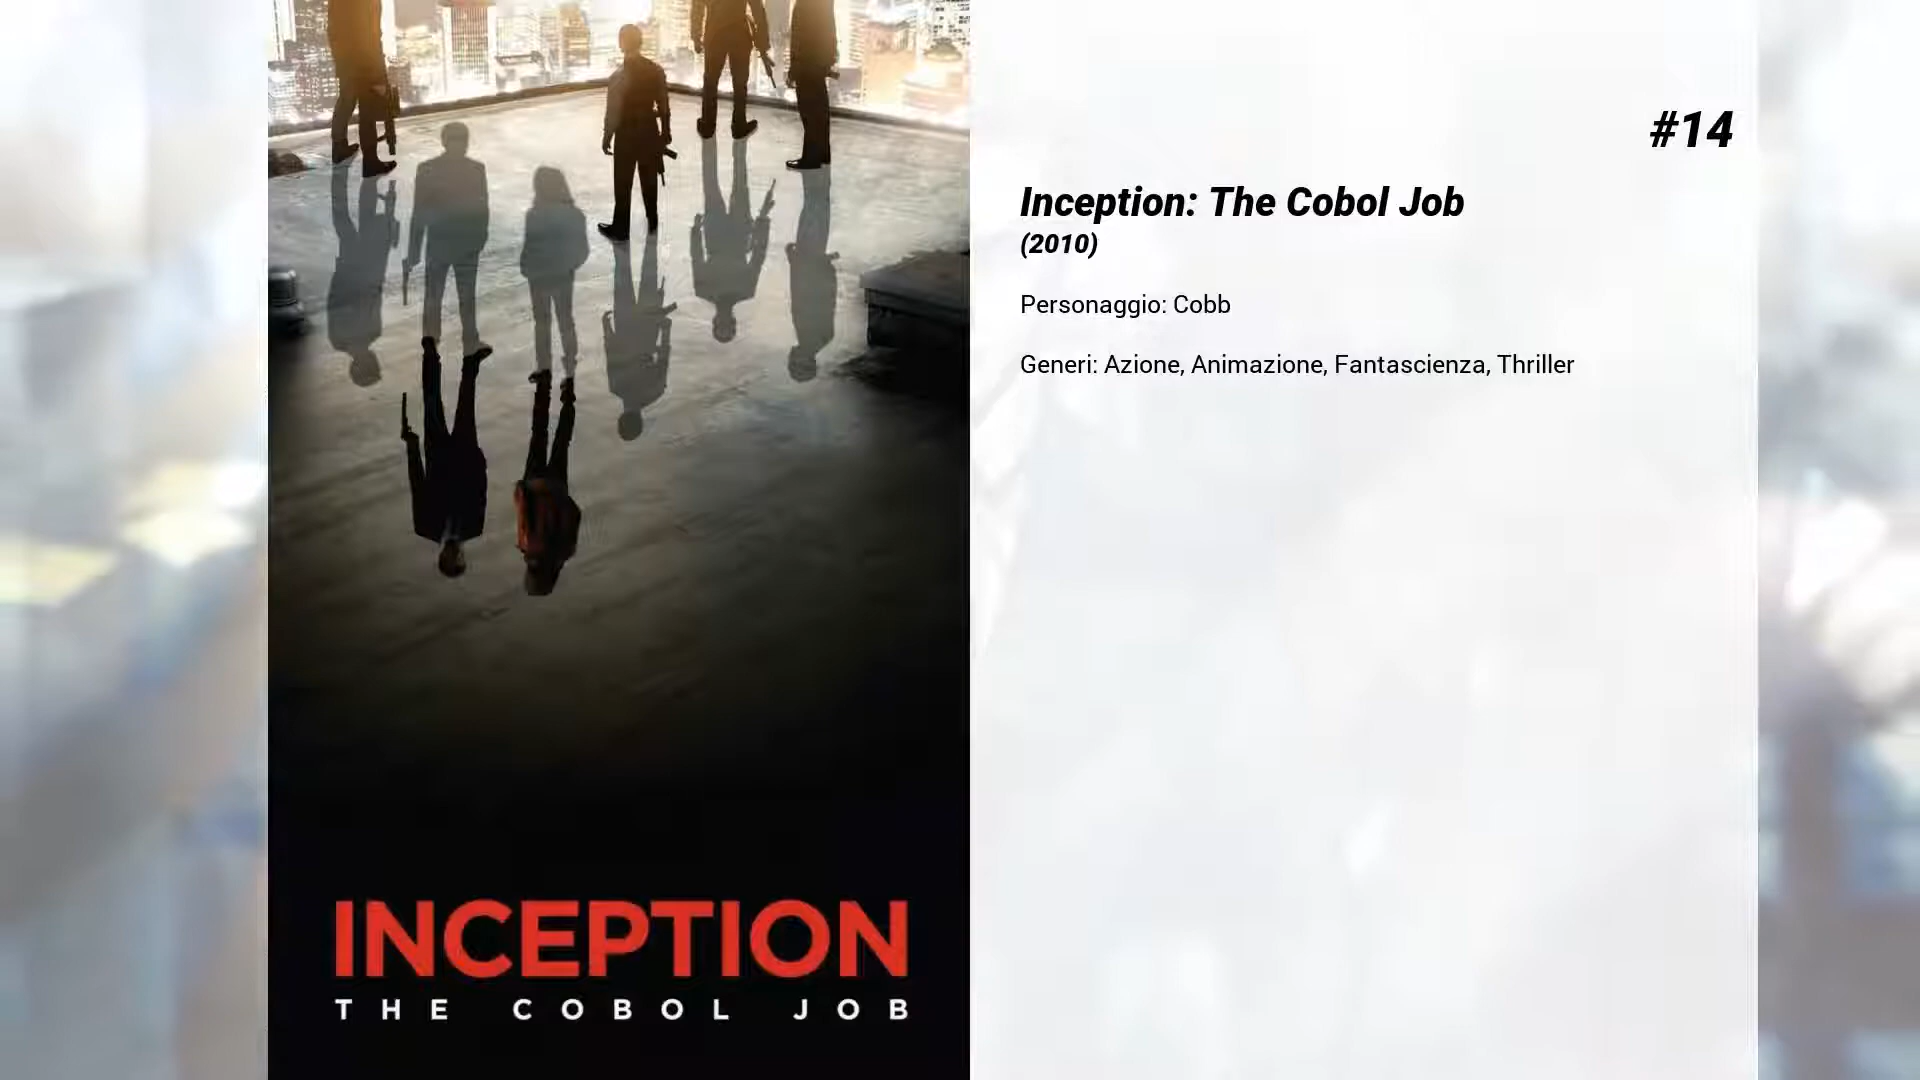 INCEPTION
THE COBOL JOB
#14
Inception: The Cobol Job
(2010)
Personaggio: Cobb
Generi: Azione, Animazione, Fantascienza, Thriller